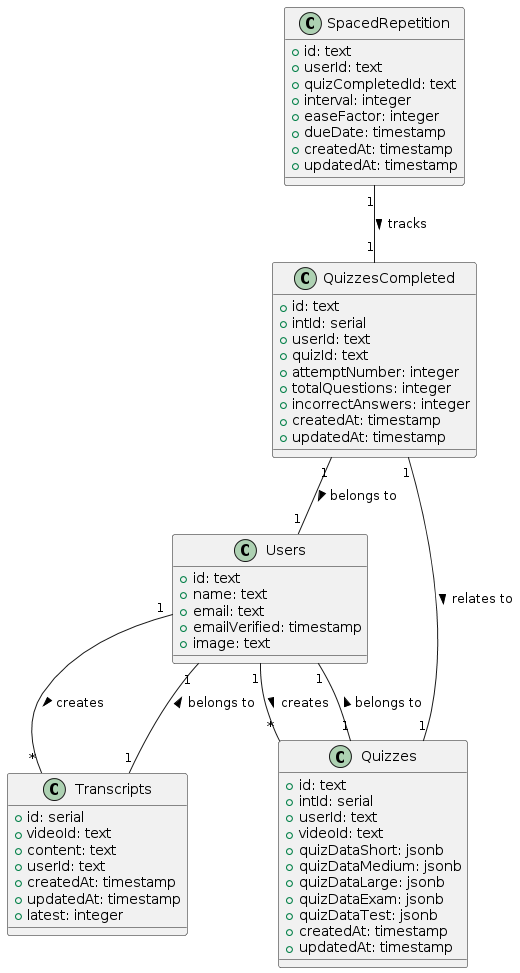 C SpacedRepetition
id: text
userId: text
quizCompletedId: text
interval: integer
easeFactor: integer
dueDate: timestamp
createdAt: timestamp
updatedAt: timestamp
1
tracks
1
C QuizzesCompleted
id: text
intId: serial
userId: text
quizId: text
attemptNumber: integer
totalQuestions: integer
incorrectAnswers: integer
createdAt: timestamp
updatedAt: timestamp
1
1
belongs to
1
relates to
C Users
id: text
name: text
email: text
emailVerified: timestamp
image: text
1
1
1
1
creates
belongs to
creates
belongs to
*
1
*
1
1
C Transcripts
id: serial
videoId: text
content: text
userId: text
createdAt: timestamp
updatedAt: timestamp
latest: integer
C Quizzes
id: text
intId: serial
userId: text
videoId: text
quizDataShort: jsonb
quizDataMedium: jsonb
quizDataLarge: jsonb
quizDataExam: jsonb
quizDataTest: jsonb
createdAt: timestamp
updatedAt: timestamp